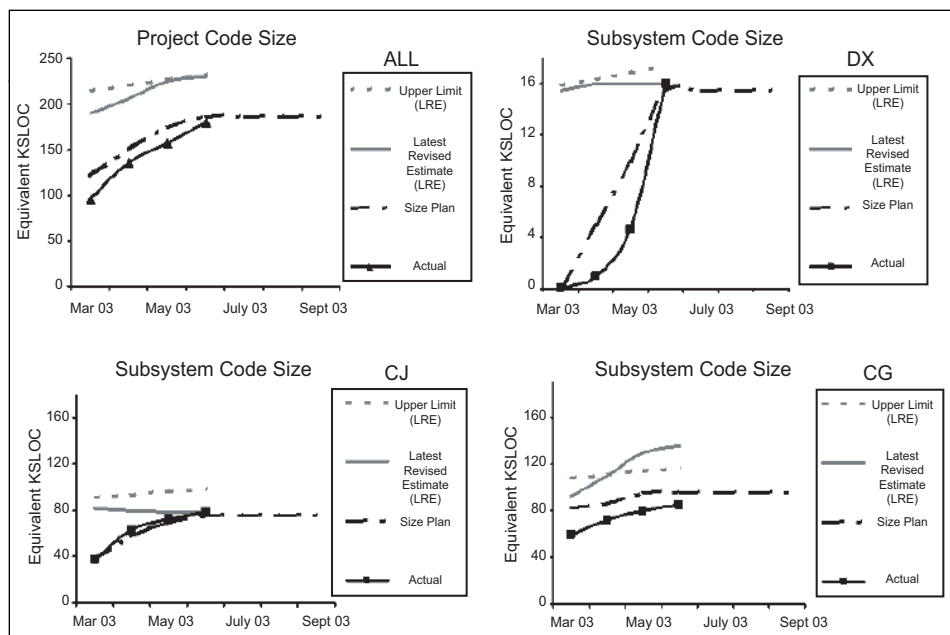 Project Code Size
ALL
Equivalent KSLOC
250
200
150
100
50
0
Mar 03 May 03 July 03 Sept 03
Upper Limit
(LRE)
Latest
Revised
Estimate
(LRE)
Size Plan
Actual
Subsystem Code Size
DX
Equivalent KSLOC
16
12
8
4
0
Mar 03 May 03 July 03 Sept 03
Upper Limit
(LRE)
Latest
Revised
Estimate
(LRE)
Size Plan
Actual
Subsystem Code Size
CJ
Equivalent KSLOC
160
120
80
40
0
Mar 03 May 03 July 03 Sept 03
Upper Limit
(LRE)
Latest
Revised
Estimate
(LRE)
Size Plan
Actual
Subsystem Code Size
CG
Equivalent KSLOC
160
120
80
40
0
Mar 03 May 03 July 03 Sept 03
Upper Limit
(LRE)
Latest
Revised
Estimate
(LRE)
Size Plan
Actual